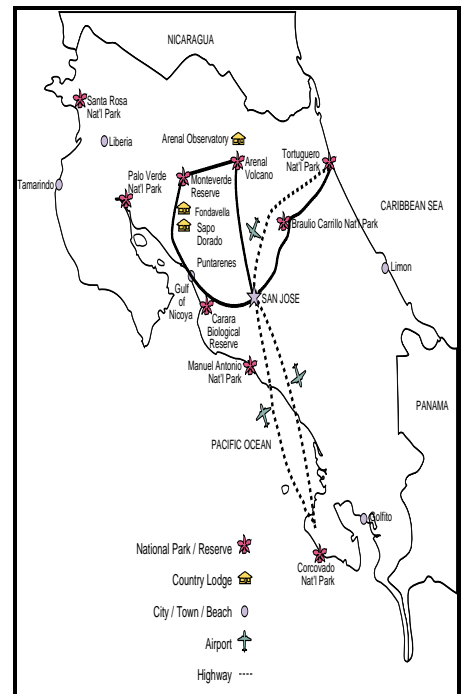 NICARAGUA
Santa Rosa
Nat'l Park
Liberia
Arenal Observatory
Arenal
Volcano
Tortuguero
Nat'l Park
Tamarindo
Palo Verde
Nat'l Park
Monteverde
Reserve
Fondavella
Sapo
Dorado
CARIBBEAN SEA
Braulio Carrillo Nat'l Park
Puntarenes
Limon
Gulf
of
Nicoya
SAN JOSE
Carara
Biological
Reserve
Manuel Antonio
Nat'l Park
PANAMA
PACIFIC OCEAN
Golfito
Corcovado
Nat'l Park
National Park / Reserve
Country Lodge
City / Town / Beach
Airport
Highway